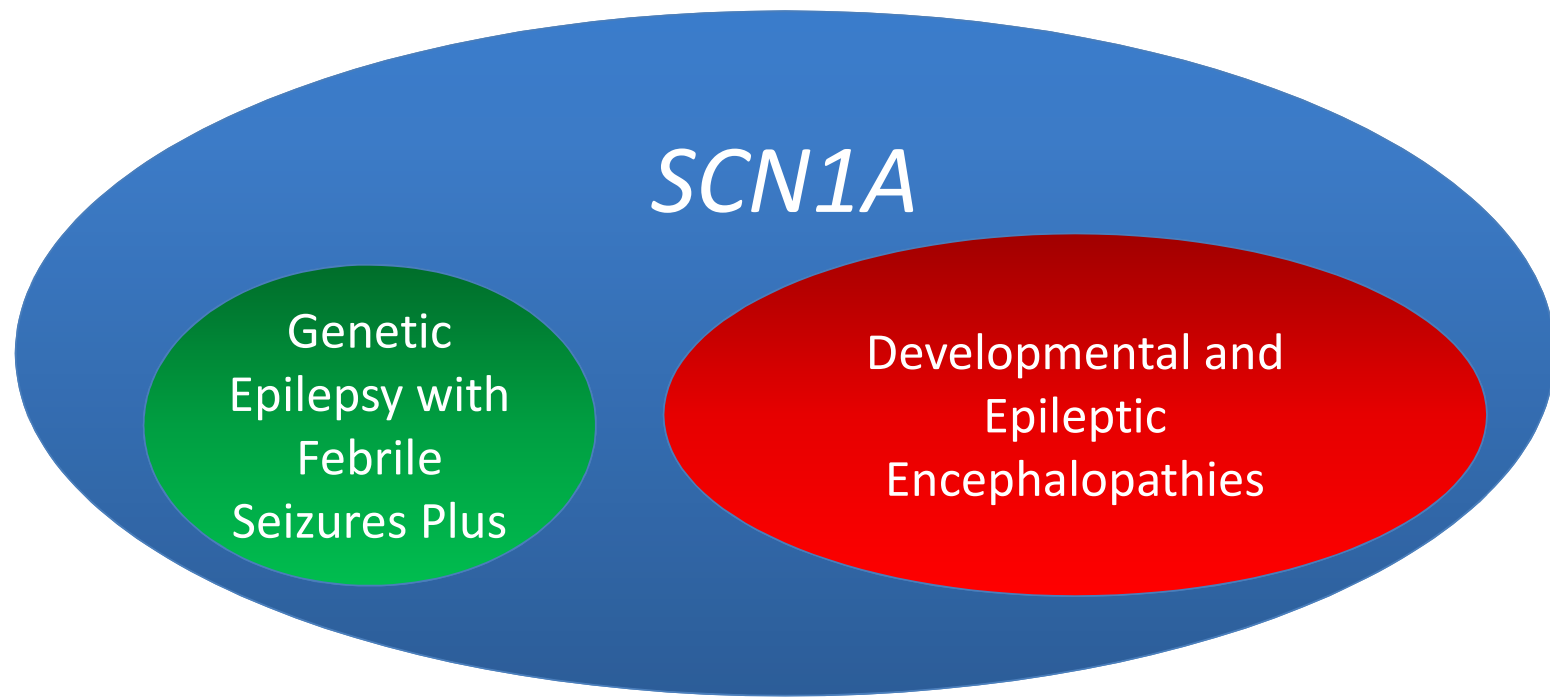 SCN1A
Genetic
Epilepsy with
Febrile
Seizures Plus
Developmental and
Epileptic
Encephalopathies